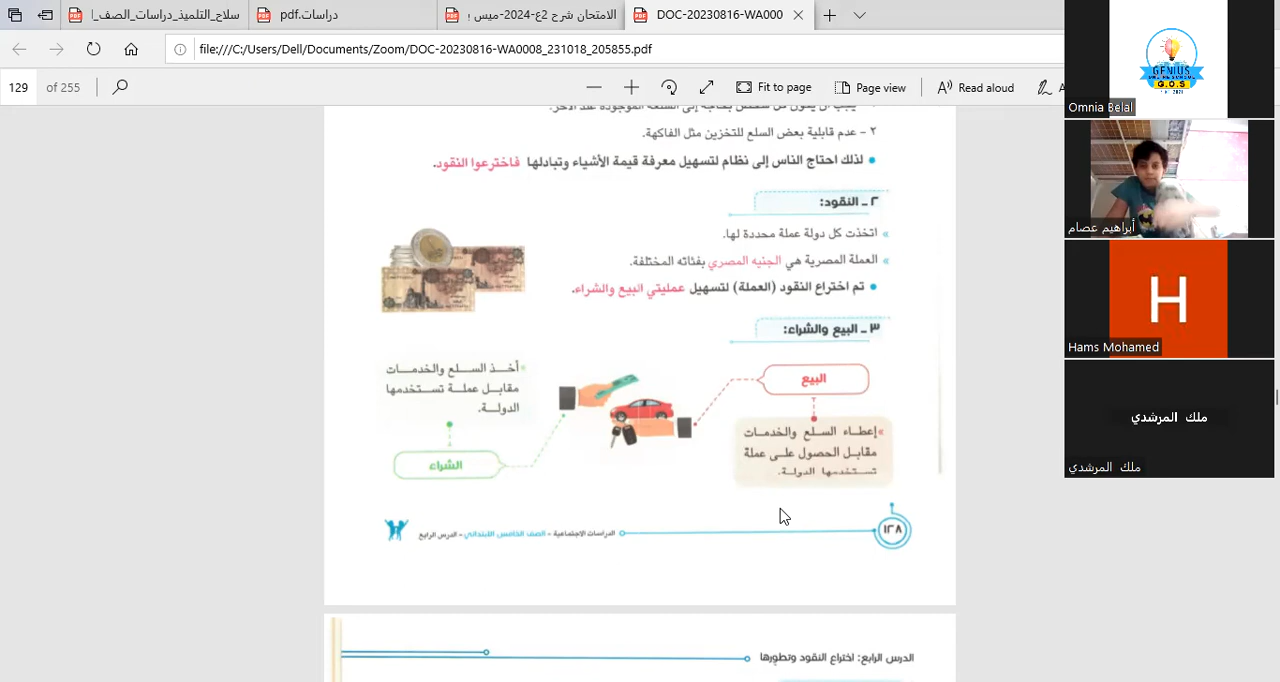 سلاح_التلميذ_دراسات_الصف_ا
دراسات.pdf
الامتحان شرح 2ع-2024-ميس
DOC-20230816-WA000
file:///C:/Users/Dell/Documents/Zoom/DOC-20230816-WA0008_231018_205855.pdf
129 of 255
Fit to page
Page view
Read aloud
٢ - عدم قابلية بعض السلع للتخزين مثل الفاكهة.
لذلك احتاج الناس إلى نظام لتسهيل معرفة قيمة الأشياء وتبادلها فاخترعوا النقود.
٢ - النقود:
اتخذت كل دولة عملة محددة لها.
العملة المصرية هي الجنيه المصري بفئاته المختلفة.
تم اختراع النقود (العملة) لتسهيل عمليتي البيع والشراء.
٣ - البيع والشراء:
البيع
إعطاء السلع والخدمات
مقابل الحصول على عملة
تستخدمها الدولة.
أخذ السلع والخدمات
مقابل عملة تستخدمها
الدولة.
الشراء
١٢٨
الدراسات الاجتماعية - الصف الخامس الابتدائي - الدرس الرابع
الدرس الرابع: اختراع النقود وتطورها
GENIUS
ONLINE SCHOOL
G.O.S
Omnia Belal
أبراهيم عصام
H
Hams Mohamed
ملك المرشدي
ملك المرشدي